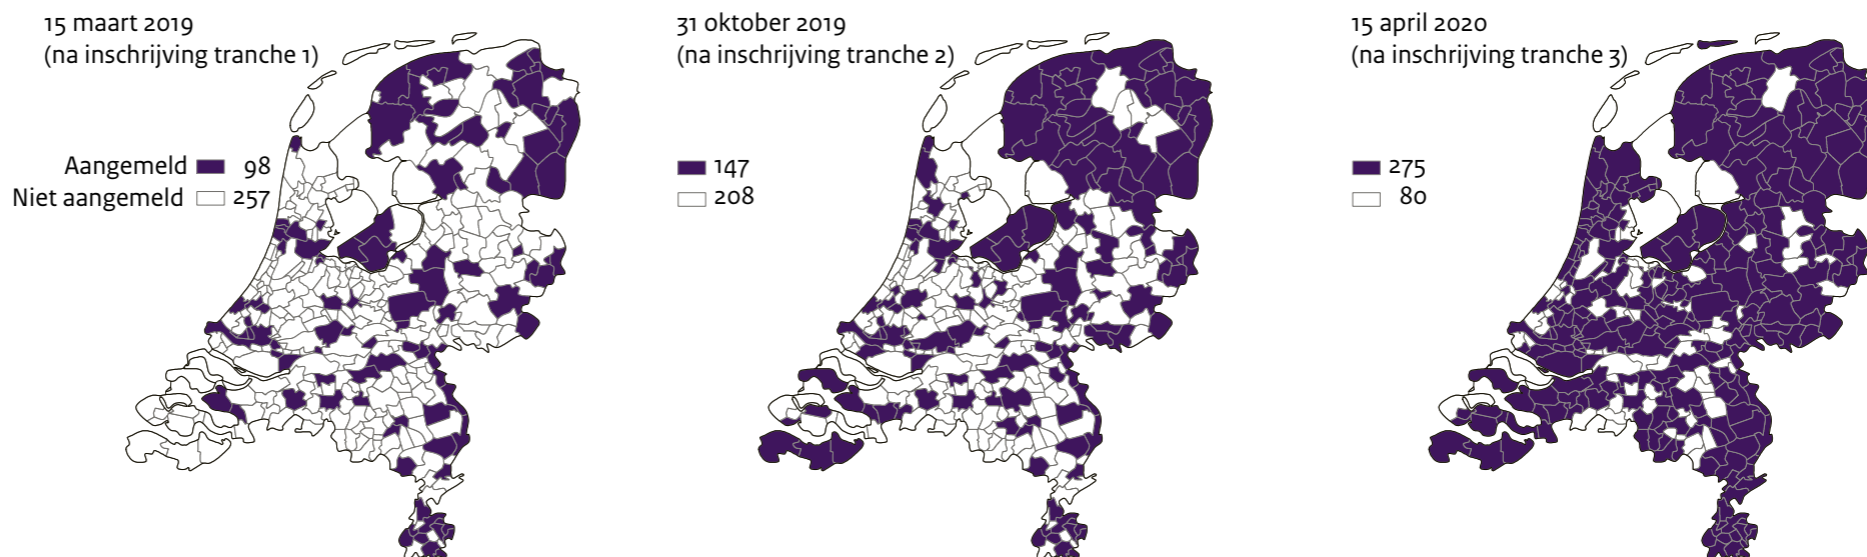 15 maart 2019
(na inschrijving tranche 1)
Aangemeld 98
Niet aangemeld 257
31 oktober 2019
(na inschrijving tranche 2)
147
208
15 april 2020
(na inschrijving tranche 3)
275
80